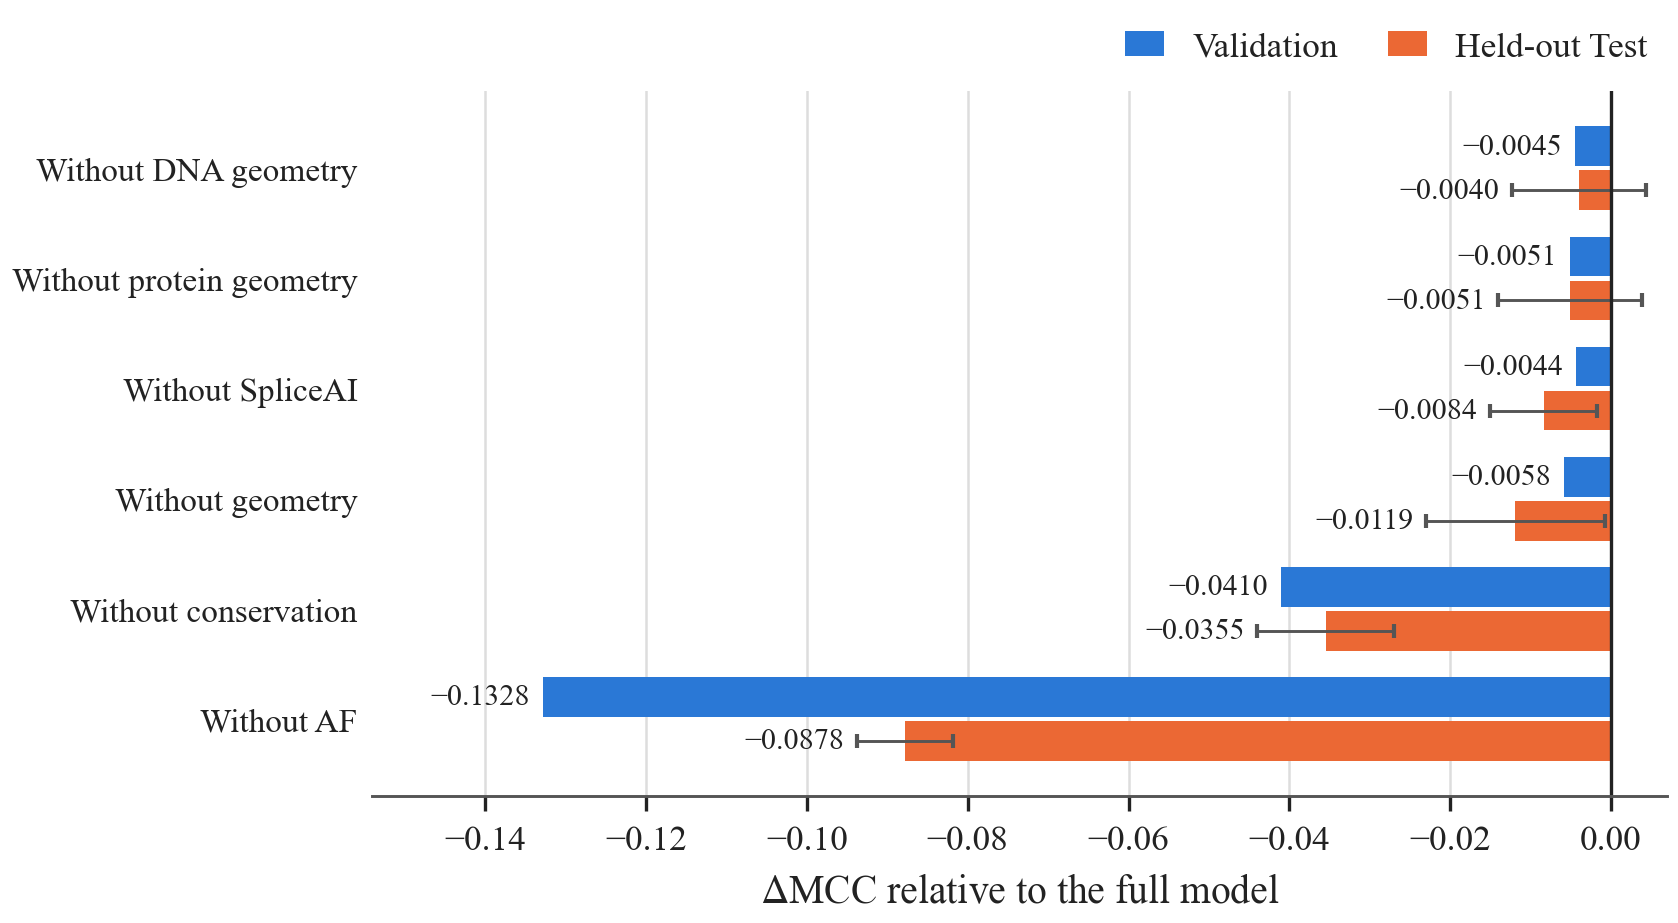 Validation Held-out Test
Without DNA geometry
−0.0045
−0.0040
Without protein geometry
−0.0051
−0.0051
Without SpliceAI
−0.0044
−0.0084
Without geometry
−0.0058
−0.0119
Without conservation
−0.0410
−0.0355
Without AF
−0.1328
−0.0878
−0.14 −0.12 −0.10 −0.08 −0.06 −0.04 −0.02 0.00
ΔMCC relative to the full model